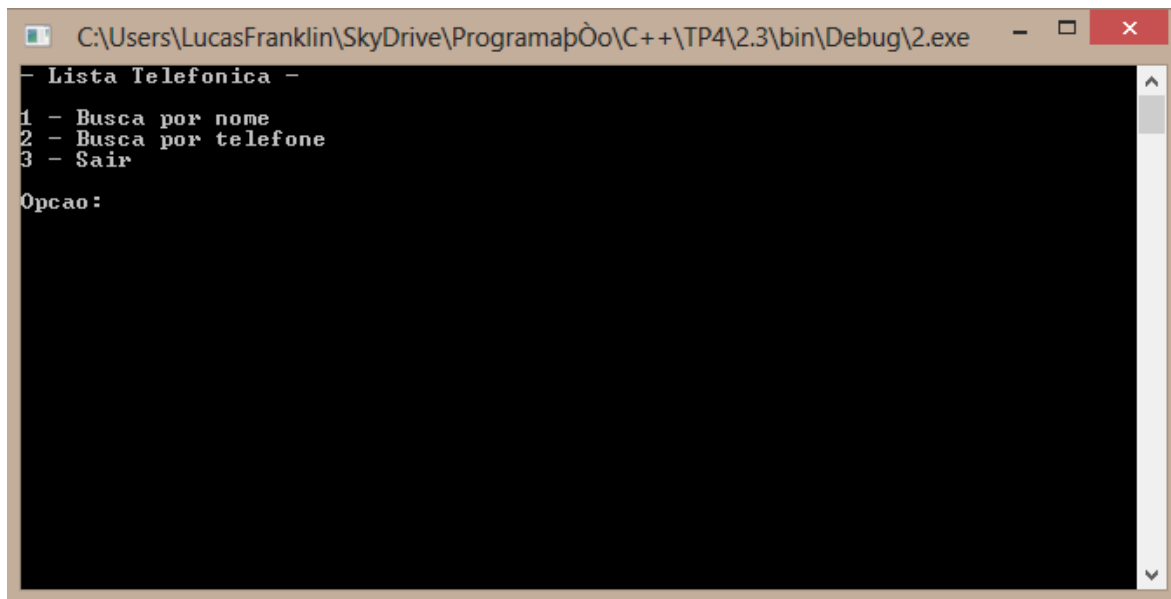 C:\Users\LucasFranklin\SkyDrive\ProgramaþÒo\C++\TP4\2.3\bin\Debug\2.exe
- Lista Telefonica -
1 - Busca por nome
2 - Busca por telefone
3 - Sair
Opcao: